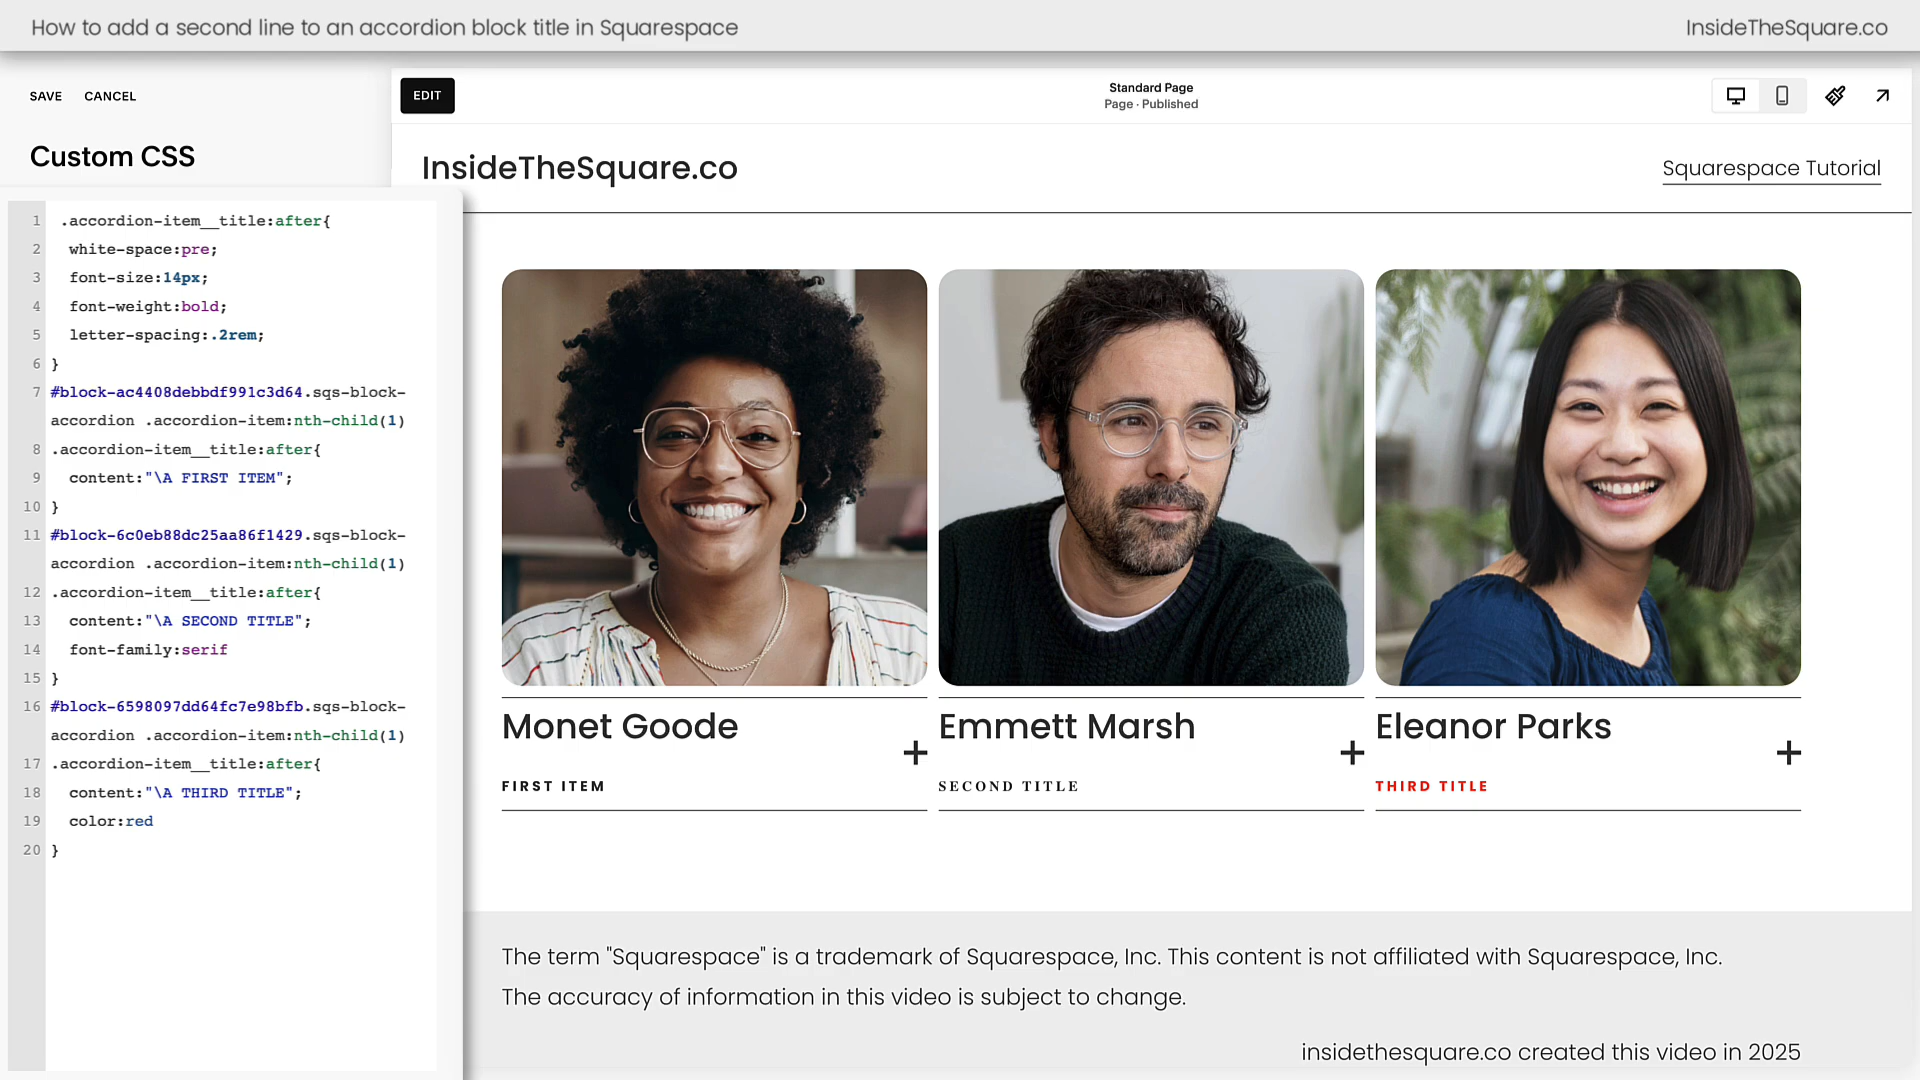 How to add a second line to an accordion block title in Squarespace
InsideTheSquare.co
SAVE CANCEL
EDIT
Standard Page
Page · Published
Custom CSS
InsideTheSquare.co
Squarespace Tutorial
1 .accordion-item__title:after{
2 white-space:pre;
3 font-size:14px;
4 font-weight:bold;
5 letter-spacing:.2rem;
6 }
7 #block-ac4408debbdf991c3d64.sqs-block-
accordion .accordion-item:nth-child(1)
8 .accordion-item__title:after{
9 content:"\A FIRST ITEM";
10 }
11 #block-6c0eb88dc25aa86f1429.sqs-block-
accordion .accordion-item:nth-child(1)
12 .accordion-item__title:after{
13 content:"\A SECOND TITLE";
14 font-family:serif
15 }
16 #block-6598097dd64fc7e98bfb.sqs-block-
accordion .accordion-item:nth-child(1)
17 .accordion-item__title:after{
18 content:"\A THIRD TITLE";
19 color:red
20 }
Monet Goode
FIRST ITEM
Emmett Marsh
SECOND TITLE
Eleanor Parks
THIRD TITLE
The term "Squarespace" is a trademark of Squarespace, Inc. This content is not affiliated with Squarespace, Inc.
The accuracy of information in this video is subject to change.
insidethesquare.co created this video in 2025